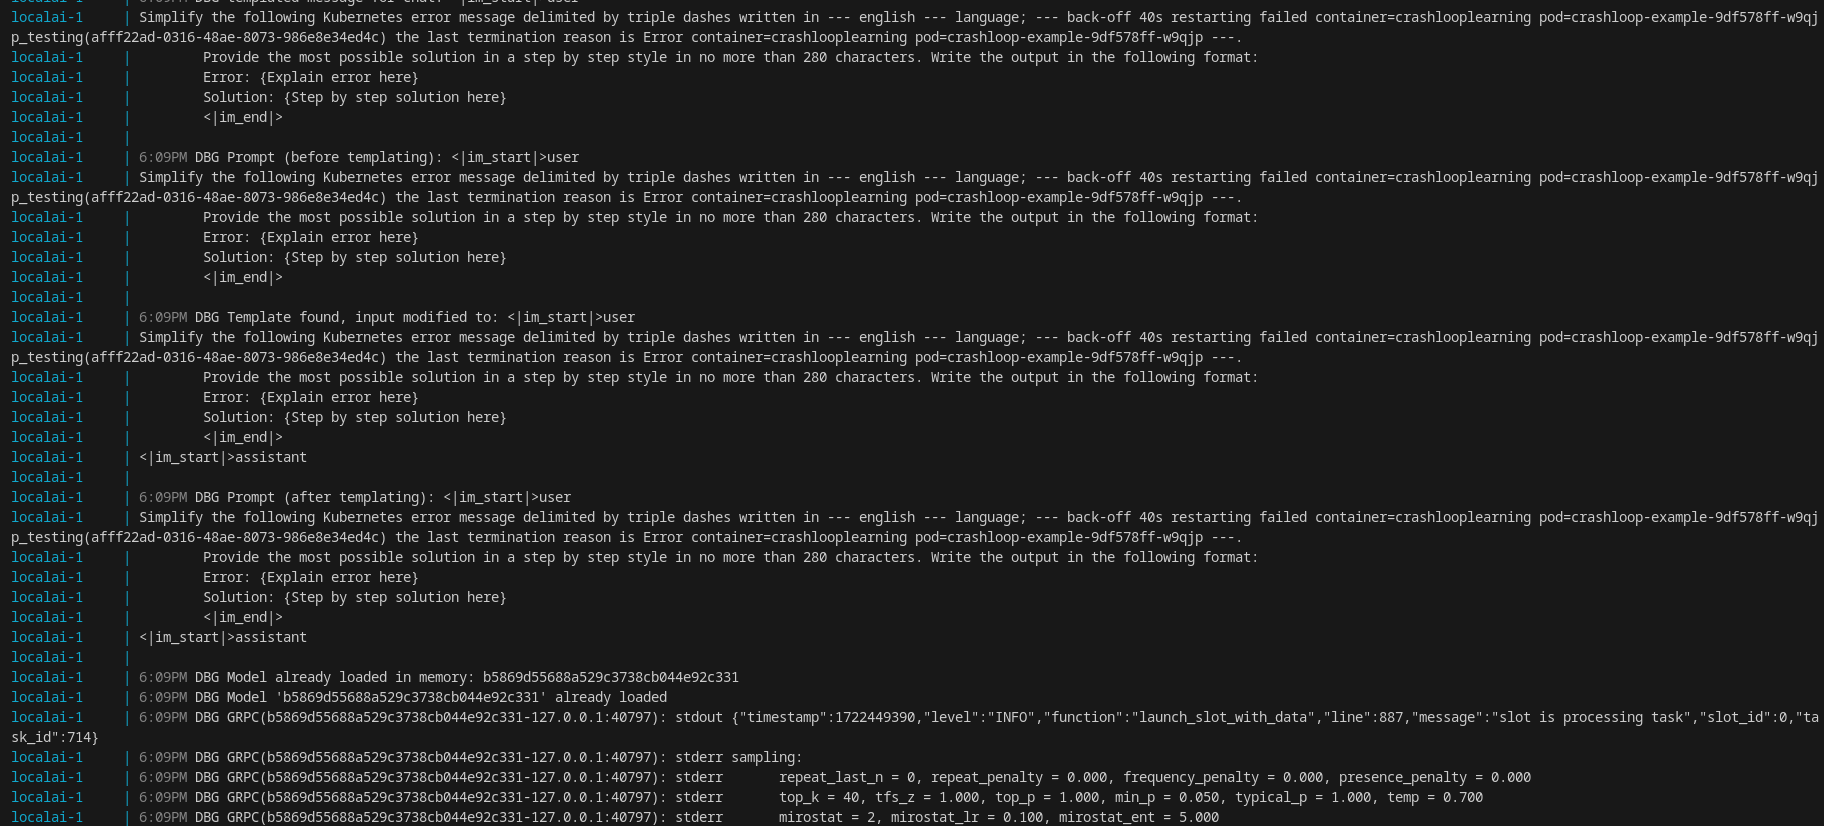 localai-1     | 6:09PM DBG templated message for chat: <|im_start|>user
localai-1     | Simplify the following Kubernetes error message delimited by triple dashes written in --- english --- language; --- back-off 40s restarting failed container=crashlooplearning pod=crashloop-example-9df578ff-w9qj
p_testing(afff22ad-0316-48ae-8073-986e8e34ed4c) the last termination reason is Error container=crashlooplearning pod=crashloop-example-9df578ff-w9qjp ---.
localai-1     |         Provide the most possible solution in a step by step style in no more than 280 characters. Write the output in the following format:
localai-1     |         Error: {Explain error here}
localai-1     |         Solution: {Step by step solution here}
localai-1     |         <|im_end|>
localai-1     |
localai-1     | 6:09PM DBG Prompt (before templating): <|im_start|>user
localai-1     | Simplify the following Kubernetes error message delimited by triple dashes written in --- english --- language; --- back-off 40s restarting failed container=crashlooplearning pod=crashloop-example-9df578ff-w9qj
p_testing(afff22ad-0316-48ae-8073-986e8e34ed4c) the last termination reason is Error container=crashlooplearning pod=crashloop-example-9df578ff-w9qjp ---.
localai-1     |         Provide the most possible solution in a step by step style in no more than 280 characters. Write the output in the following format:
localai-1     |         Error: {Explain error here}
localai-1     |         Solution: {Step by step solution here}
localai-1     |         <|im_end|>
localai-1     |
localai-1     | 6:09PM DBG Template found, input modified to: <|im_start|>user
localai-1     | Simplify the following Kubernetes error message delimited by triple dashes written in --- english --- language; --- back-off 40s restarting failed container=crashlooplearning pod=crashloop-example-9df578ff-w9qj
p_testing(afff22ad-0316-48ae-8073-986e8e34ed4c) the last termination reason is Error container=crashlooplearning pod=crashloop-example-9df578ff-w9qjp ---.
localai-1     |         Provide the most possible solution in a step by step style in no more than 280 characters. Write the output in the following format:
localai-1     |         Error: {Explain error here}
localai-1     |         Solution: {Step by step solution here}
localai-1     |         <|im_end|>
localai-1     | <|im_start|>assistant
localai-1     |
localai-1     | 6:09PM DBG Prompt (after templating): <|im_start|>user
localai-1     | Simplify the following Kubernetes error message delimited by triple dashes written in --- english --- language; --- back-off 40s restarting failed container=crashlooplearning pod=crashloop-example-9df578ff-w9qj
p_testing(afff22ad-0316-48ae-8073-986e8e34ed4c) the last termination reason is Error container=crashlooplearning pod=crashloop-example-9df578ff-w9qjp ---.
localai-1     |         Provide the most possible solution in a step by step style in no more than 280 characters. Write the output in the following format:
localai-1     |         Error: {Explain error here}
localai-1     |         Solution: {Step by step solution here}
localai-1     |         <|im_end|>
localai-1     | <|im_start|>assistant
localai-1     |
localai-1     | 6:09PM DBG Model already loaded in memory: b5869d55688a529c3738cb044e92c331
localai-1     | 6:09PM DBG Model 'b5869d55688a529c3738cb044e92c331' already loaded
localai-1     | 6:09PM DBG GRPC(b5869d55688a529c3738cb044e92c331-127.0.0.1:40797): stdout {"timestamp":1722449390,"level":"INFO","function":"launch_slot_with_data","line":887,"message":"slot is processing task","slot_id":0,"ta
sk_id":714}
localai-1     | 6:09PM DBG GRPC(b5869d55688a529c3738cb044e92c331-127.0.0.1:40797): stderr sampling:
localai-1     | 6:09PM DBG GRPC(b5869d55688a529c3738cb044e92c331-127.0.0.1:40797): stderr       repeat_last_n = 0, repeat_penalty = 0.000, frequency_penalty = 0.000, presence_penalty = 0.000
localai-1     | 6:09PM DBG GRPC(b5869d55688a529c3738cb044e92c331-127.0.0.1:40797): stderr       top_k = 40, tfs_z = 1.000, top_p = 1.000, min_p = 0.050, typical_p = 1.000, temp = 0.700
localai-1     | 6:09PM DBG GRPC(b5869d55688a529c3738cb044e92c331-127.0.0.1:40797): stderr       mirostat = 2, mirostat_lr = 0.100, mirostat_ent = 5.000